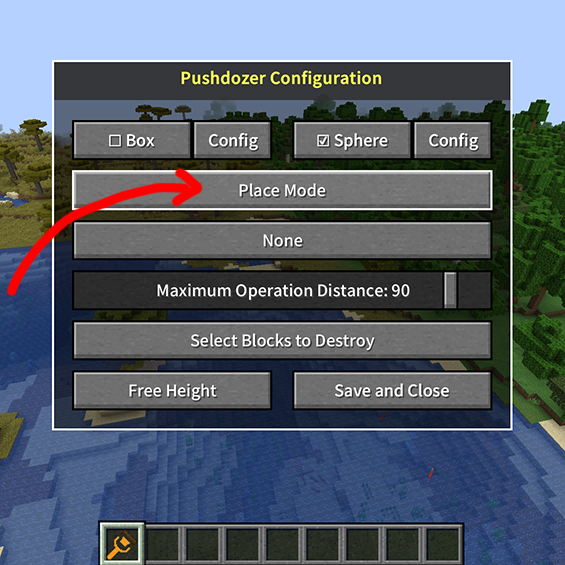 Pushdozer Configuration
☐ Box Config ☑ Sphere Config
Place Mode
None
Maximum Operation Distance: 90
Select Blocks to Destroy
Free Height Save and Close